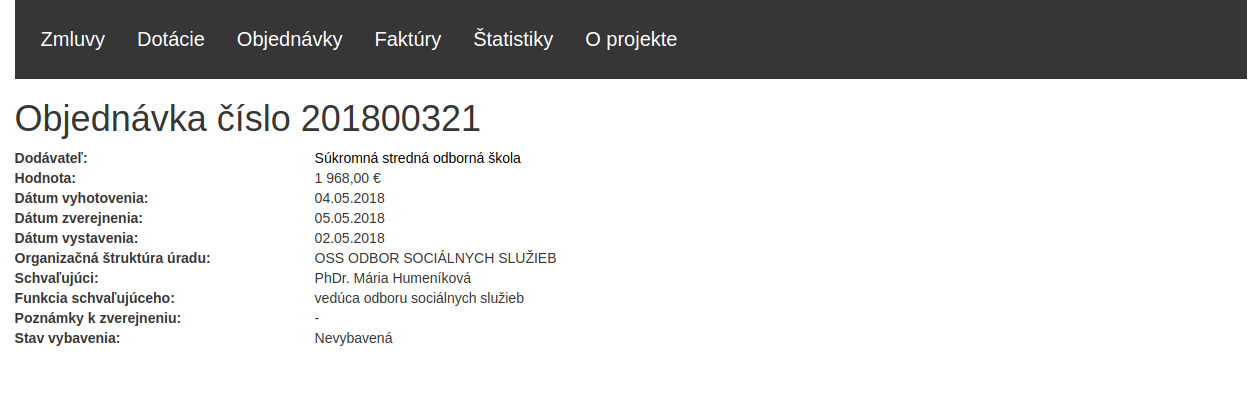 Zmluvy Dotácie Objednávky Faktúry Štatistiky O projekte
Objednávka číslo 201800321
Dodávateľ: Súkromná stredná odborná škola
Hodnota: 1 968,00 €
Dátum vyhotovenia: 04.05.2018
Dátum zverejnenia: 05.05.2018
Dátum vystavenia: 02.05.2018
Organizačná štruktúra úradu: OSS ODBOR SOCIÁLNYCH SLUŽIEB
Schvaľujúci: PhDr. Mária Humeníková
Funkcia schvaľujúceho: vedúca odboru sociálnych služieb
Poznámky k zverejneniu: -
Stav vybavenia: Nevybavená